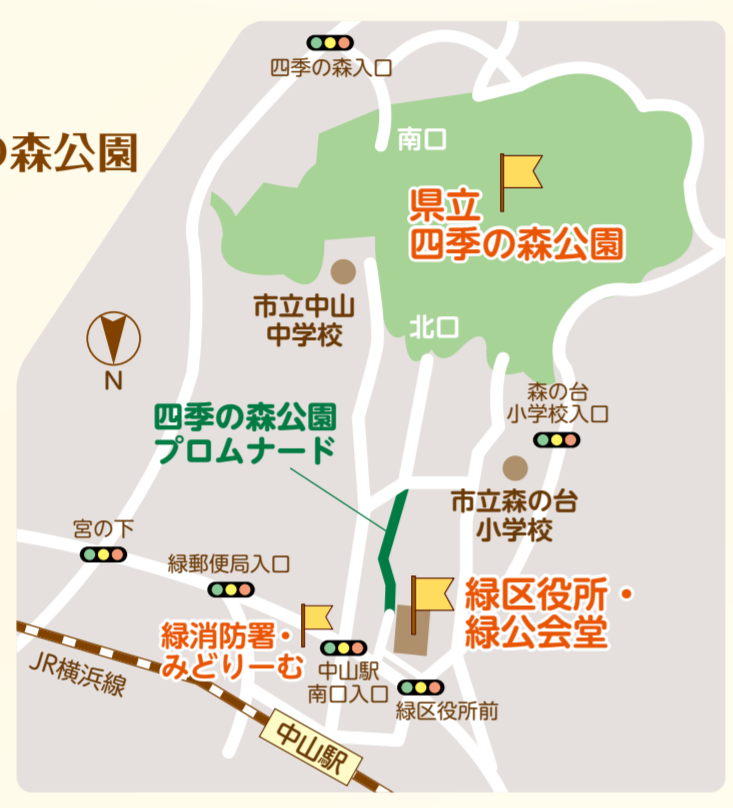 四季の森入口
森公園
南口
県立
四季の森公園
市立中山
中学校
北口
N
森の台
小学校入口
四季の森公園
プロムナード
市立森の台
小学校
宮の下
緑郵便局入口
緑区役所・
緑公会堂
緑消防署・
みどりーむ
JR横浜線
中山駅
南口入口
緑区役所前
中山駅